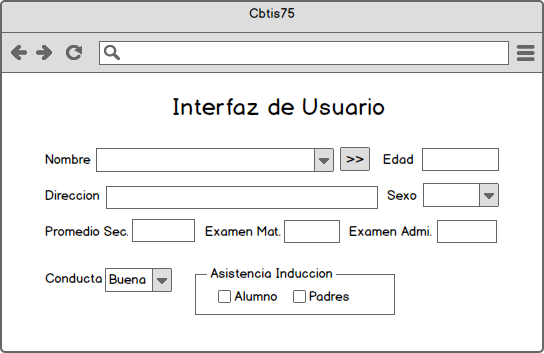 Cbtis75
Interfaz de Usuario
Nombre >> Edad
Direccion Sexo
Promedio Sec. Examen Mat. Examen Admi.
Asistencia Induccion
Conducta Buena
Alumno Padres